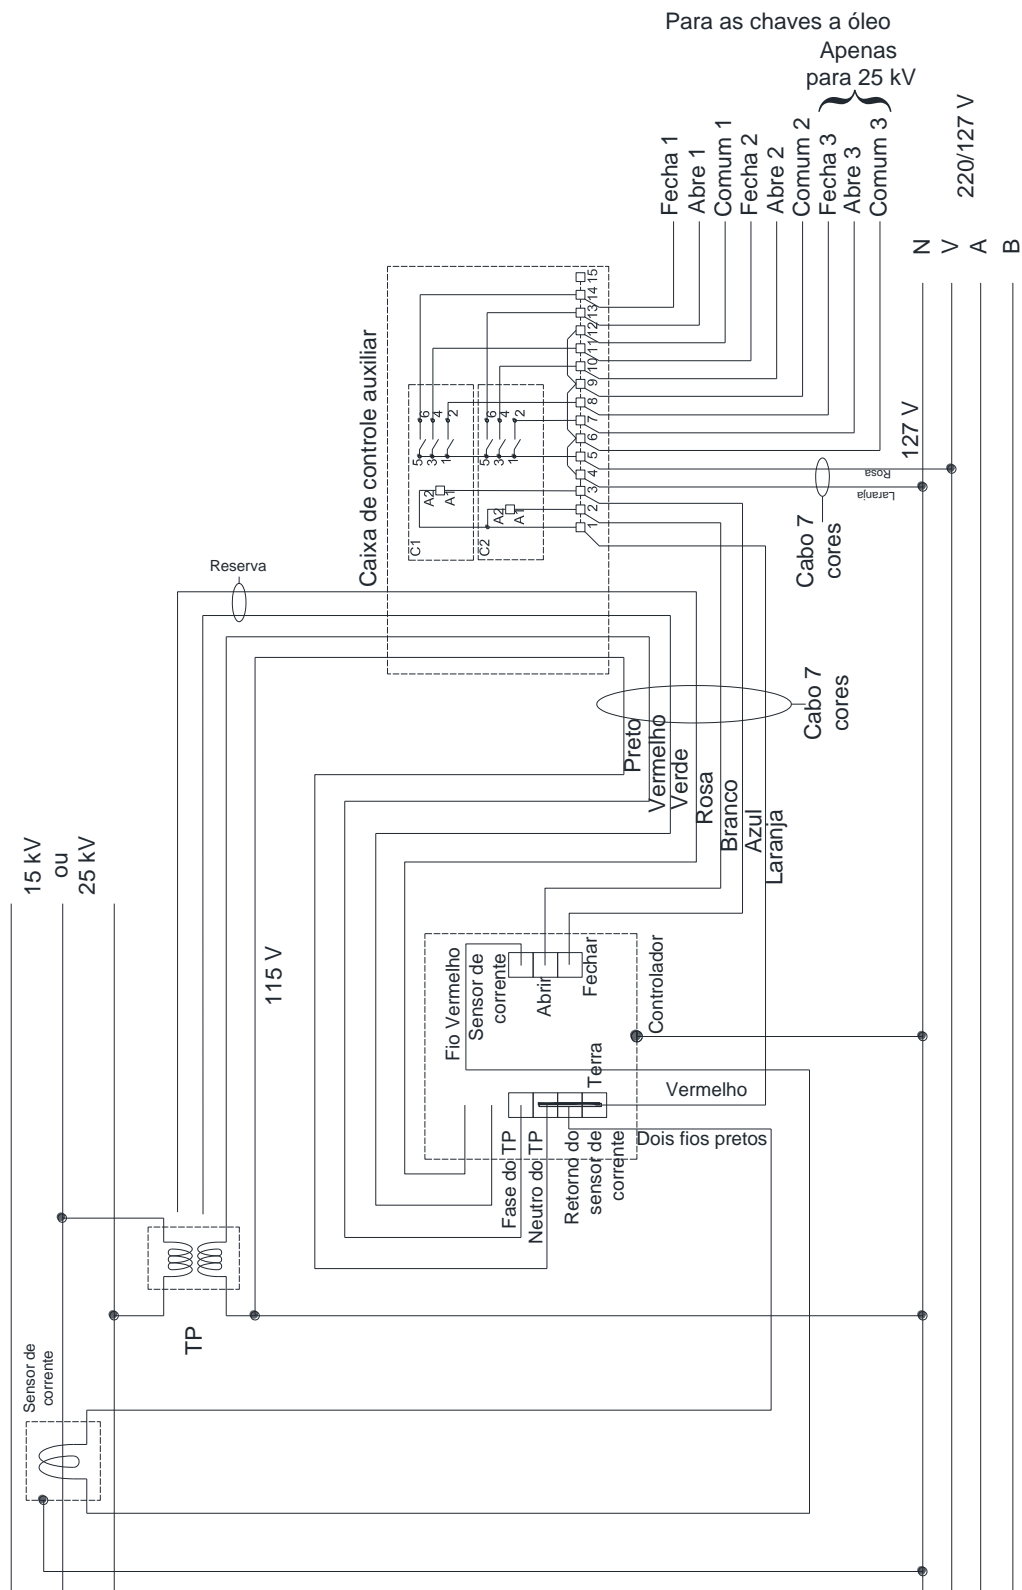 Para as chaves a óleo
Apenas
para 25 kV
Fecha 1
Abre 1
Comum 1
Fecha 2
Abre 2
Comum 2
Fecha 3
Abre 3
Comum 3
220/127 V
N
V
A
B
127 V
Caixa de controle auxiliar
15
14
13
12
11
10
9
8
7
6
5
4
3
2
1
6
4
2
5
3
1
A2
A1
C1
6
4
2
5
3
1
A2
A1
C2
Rosa
Laranja
Cabo 7
cores
Reserva
Cabo 7
cores
Preto
Vermelho
Verde
Rosa
Branco
Azul
Laranja
15 kV
ou
25 kV
115 V
Fio Vermelho
Sensor de
corrente
Abrir
Fechar
Controlador
Terra
Vermelho
Dois fios pretos
Fase do TP
Neutro do TP
Retorno do
sensor de
corrente
TP
Sensor de
corrente